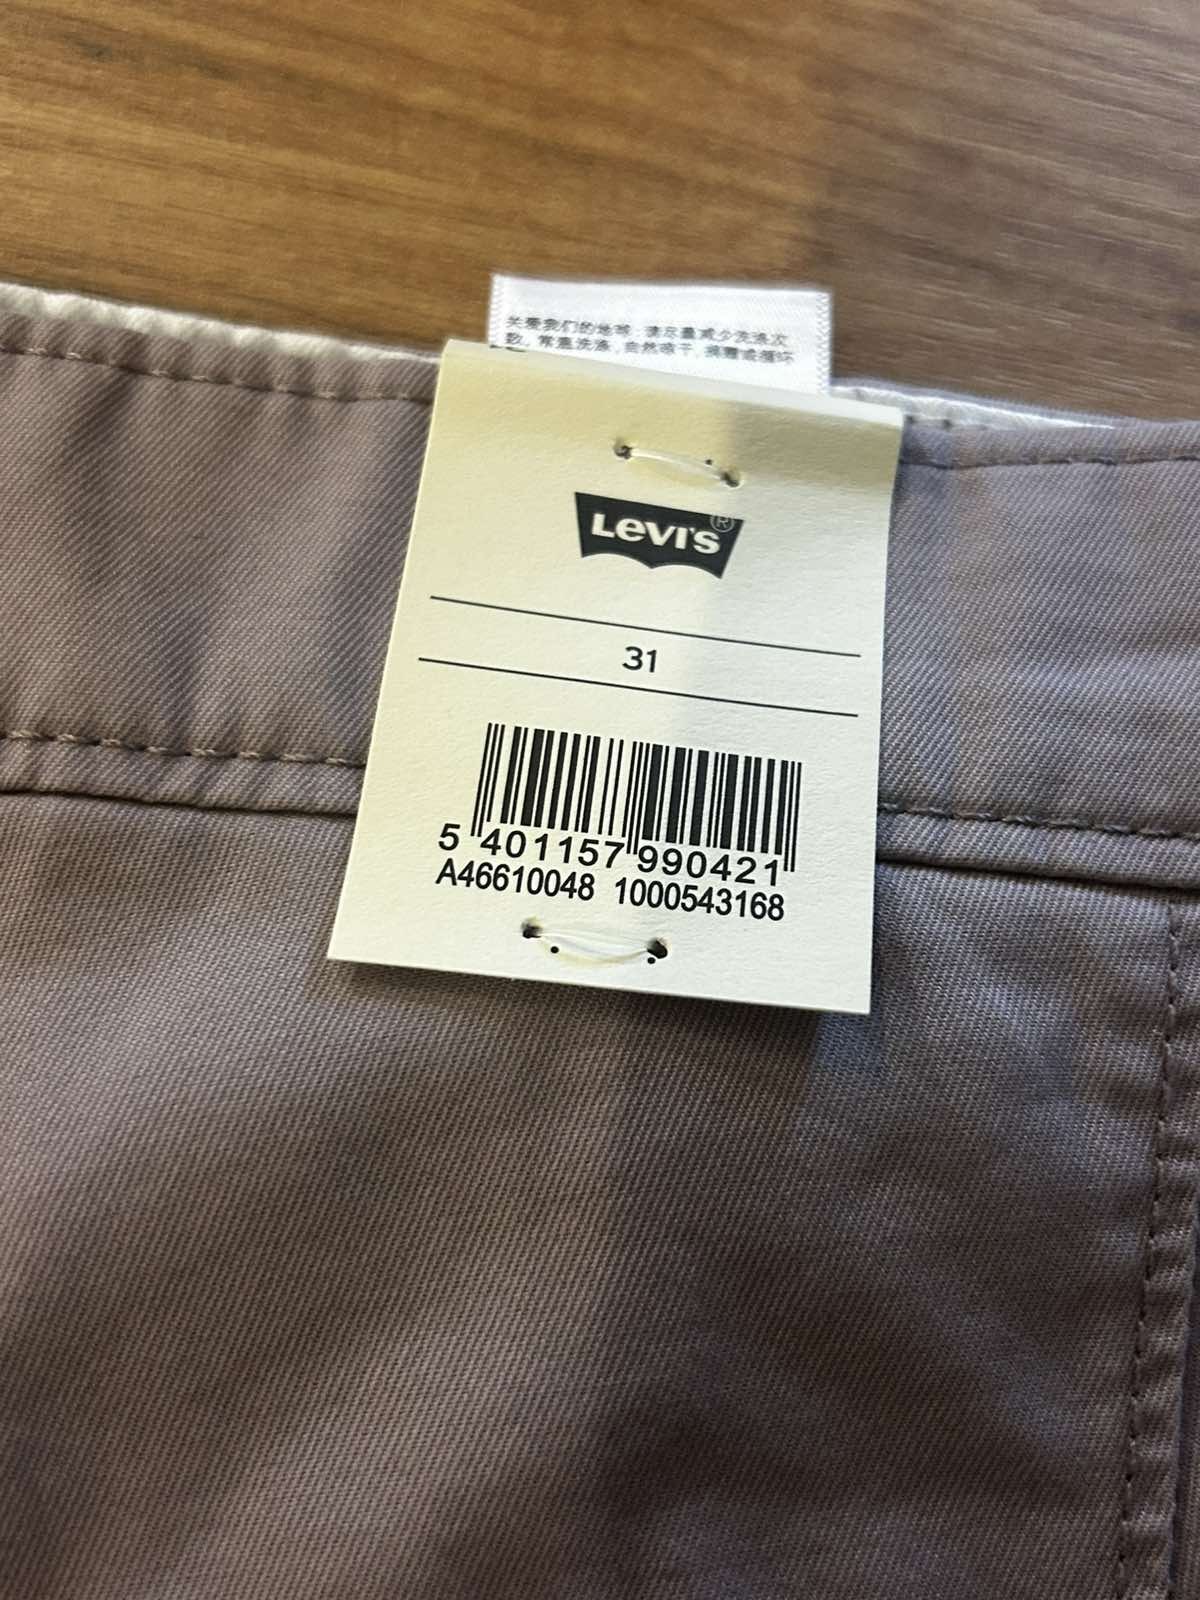 关爱我们的地球, 请尽量减少洗涤次
数, 常温洗涤, 自然晾干, 捐赠或循环
Levi's®
31
5 401157 990421
A46610048 1000543168